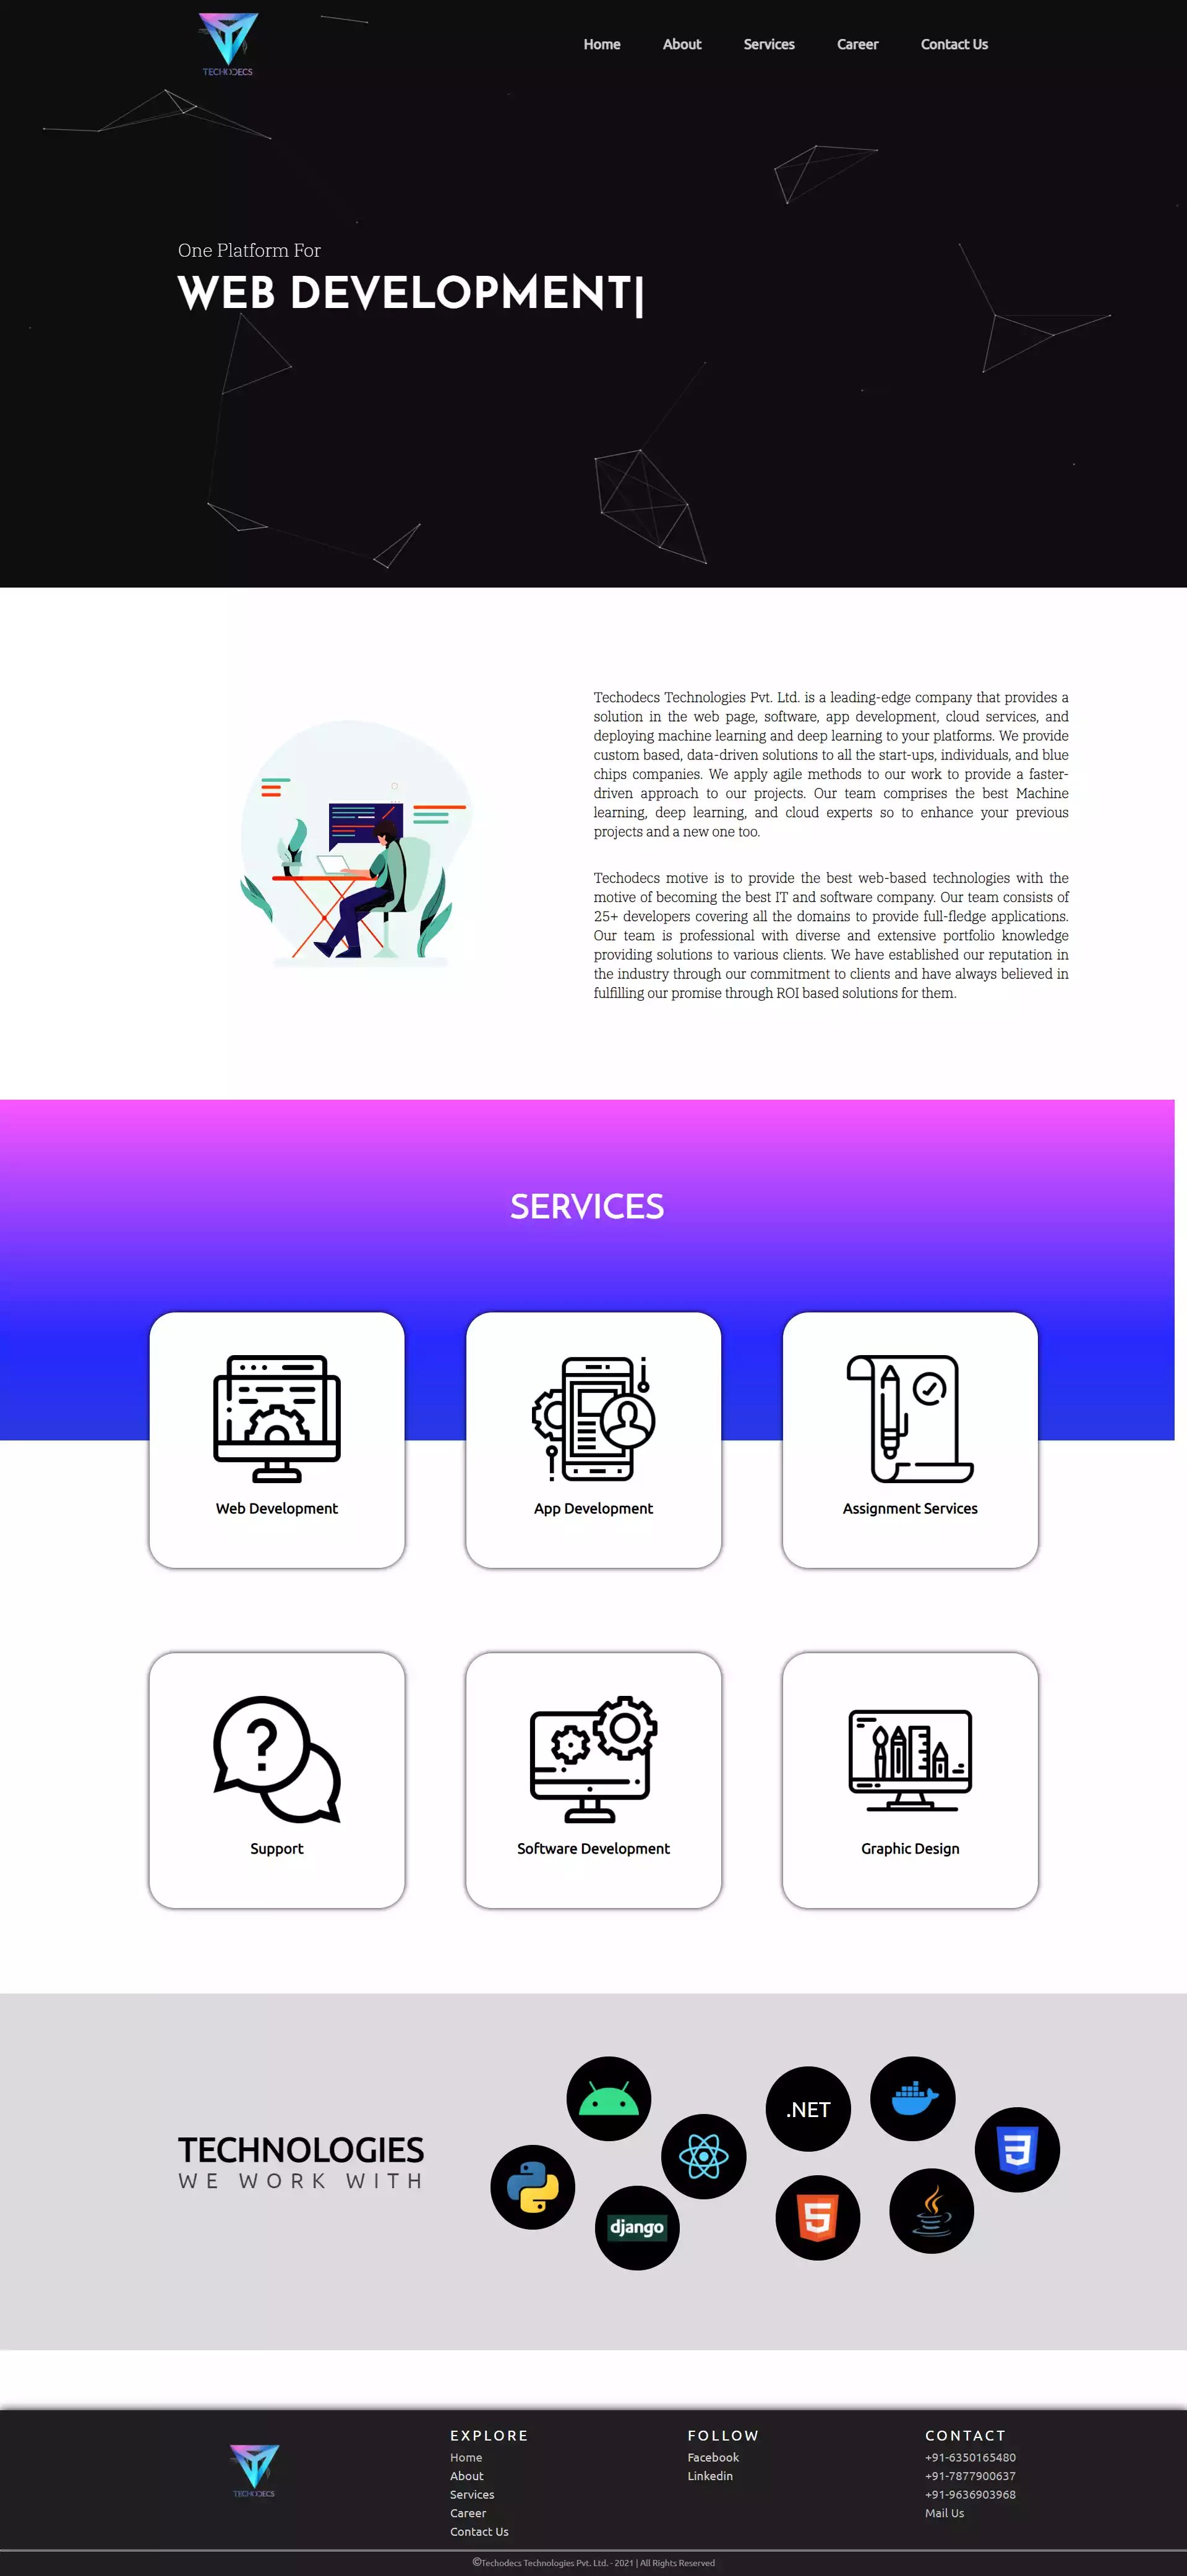 TECHODECS
Home About Services Career Contact Us
One Platform For
WEB DEVELOPMENT|
Techodecs Technologies Pvt. Ltd. is a leading-edge company that provides a
solution in the web page, software, app development, cloud services, and
deploying machine learning and deep learning to your platforms. We provide
custom based, data-driven solutions to all the start-ups, individuals, and blue
chips companies. We apply agile methods to our work to provide a faster-
driven approach to our projects. Our team comprises the best Machine
learning, deep learning, and cloud experts so to enhance your previous
projects and a new one too.
Techodecs motive is to provide the best web-based technologies with the
motive of becoming the best IT and software company. Our team consists of
25+ developers covering all the domains to provide full-fledge applications.
Our team is professional with diverse and extensive portfolio knowledge
providing solutions to various clients. We have established our reputation in
the industry through our commitment to clients and have always believed in
fulfilling our promise through ROI based solutions for them.
SERVICES
Web Development
App Development
Assignment Services
Support
Software Development
Graphic Design
TECHNOLOGIES
WE WORK WITH
.NET
django
TECHODECS
EXPLORE
Home
About
Services
Career
Contact Us
FOLLOW
Facebook
Linkedin
CONTACT
+91-6350165480
+91-7877900637
+91-9636903968
Mail Us
©Techodecs Technologies Pvt. Ltd. - 2021 | All Rights Reserved